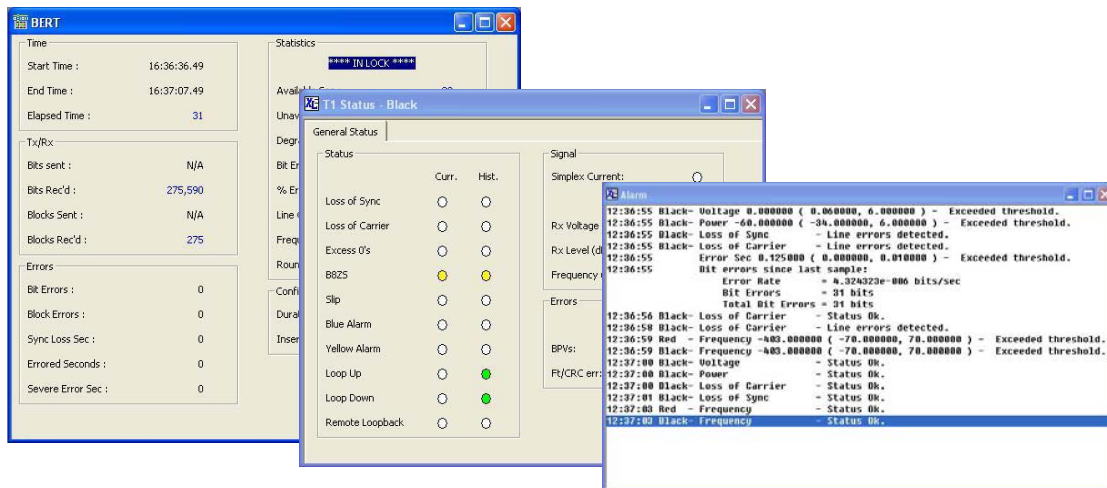 BERT
Time
Start Time : 16:36:36.49
End Time : 16:37:07.49
Elapsed Time : 31
Tx/Rx
Bits sent : N/A
Bits Rec'd : 275,590
Blocks Sent : N/A
Blocks Rec'd : 275
Errors
Bit Errors : 0
Block Errors : 0
Sync Loss Sec : 0
Errored Seconds : 0
Severe Error Sec : 0
Statistics
**** IN LOCK ****
Degr
Bit Er
% Er
Line
Roun
T1 Status - Black
General Status
Status
Curr. Hist.
Loss of Sync
Loss of Carrier
Excess 0's
B8ZS
Slip
Blue Alarm
Yellow Alarm
Loop Up
Loop Down
Remote Loopback
Signal
Simplex Current:
Rx Voltage
Rx Level (d
Frequency
Errors
BPVs:
Ft/CRC err:
Alarm
12:36:55 Black- Voltage 0.000000 ( 0.060000, 6.000000 ) - Exceeded threshold.
12:36:55 Black- Power -60.000000 ( -34.000000, 6.000000 ) - Exceeded threshold.
12:36:55 Black- Loss of Sync - Line errors detected.
12:36:55 Black- Loss of Carrier - Line errors detected.
12:36:55 Error Sec 0.125000 ( 0.000000, 0.010000 ) - Exceeded threshold.
12:36:55 Bit errors since last sample:
Error Rate = 4.324323e-006 bits/sec
Bit Errors = 31 bits
Total Bit Errors = 31 bits
12:36:56 Black- Loss of Carrier - Status Ok.
12:36:58 Black- Loss of Carrier - Line errors detected.
12:36:59 Red - Frequency -403.000000 ( -70.000000, 70.000000 ) - Exceeded threshold.
12:36:59 Black- Frequency -403.000000 ( -70.000000, 70.000000 ) - Exceeded threshold.
12:37:00 Black- Voltage - Status Ok.
12:37:00 Black- Power - Status Ok.
12:37:00 Black- Loss of Carrier - Status Ok.
12:37:01 Black- Loss of Sync - Status Ok.
12:37:03 Red - Frequency - Status Ok.
12:37:03 Black- Frequency - Status Ok.